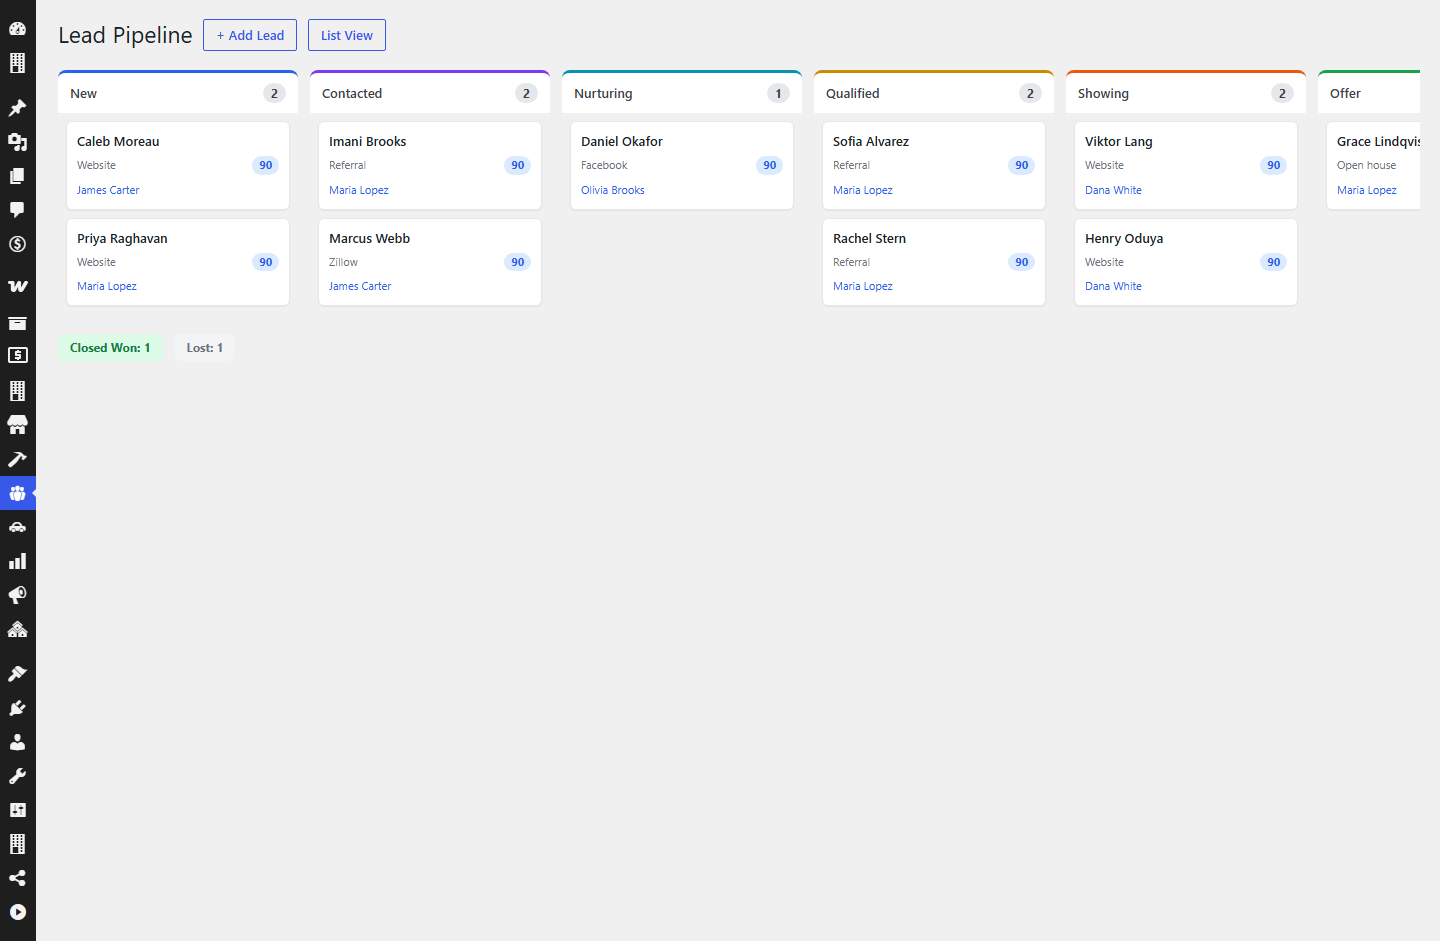 Lead Pipeline
+ Add Lead
List View
New 2
Caleb Moreau
Website 90
James Carter
Priya Raghavan
Website 90
Maria Lopez
Contacted 2
Imani Brooks
Referral 90
Maria Lopez
Marcus Webb
Zillow 90
James Carter
Nurturing 1
Daniel Okafor
Facebook 90
Olivia Brooks
Qualified 2
Sofia Alvarez
Referral 90
Maria Lopez
Rachel Stern
Referral 90
Maria Lopez
Showing 2
Viktor Lang
Website 90
Dana White
Henry Oduya
Website 90
Dana White
Offer
Grace Lindqvis
Open house
Maria Lopez
Closed Won: 1
Lost: 1